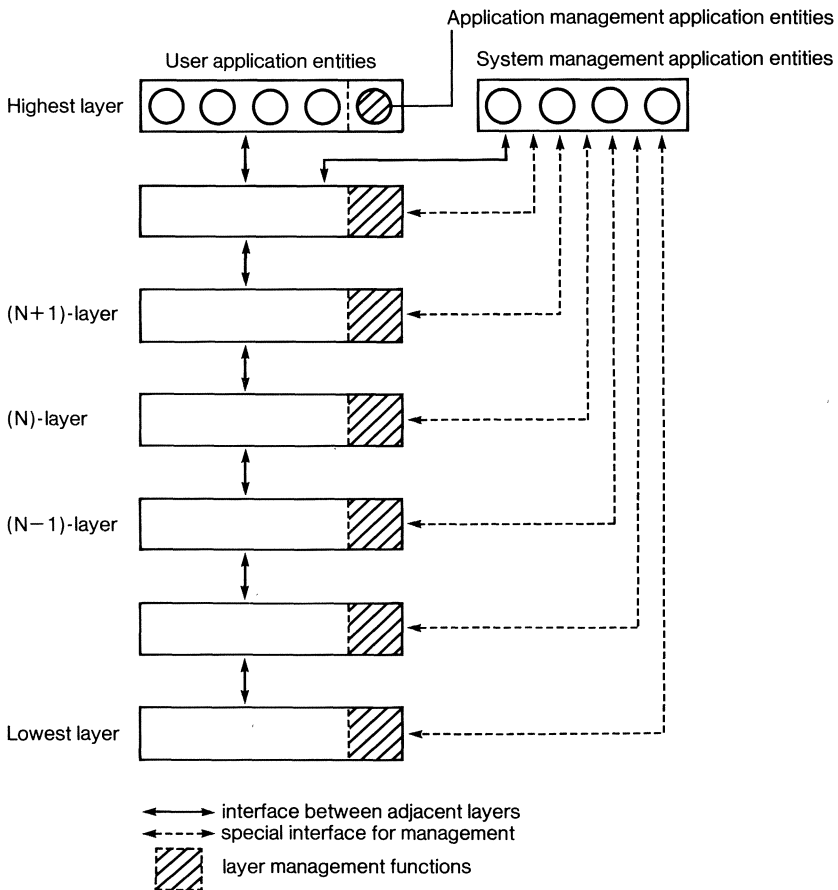 Application management application entities
User application entities
System management application entities
Highest layer
(N+1)-layer
(N)-layer
(N−1)-layer
Lowest layer
interface between adjacent layers
special interface for management
layer management functions